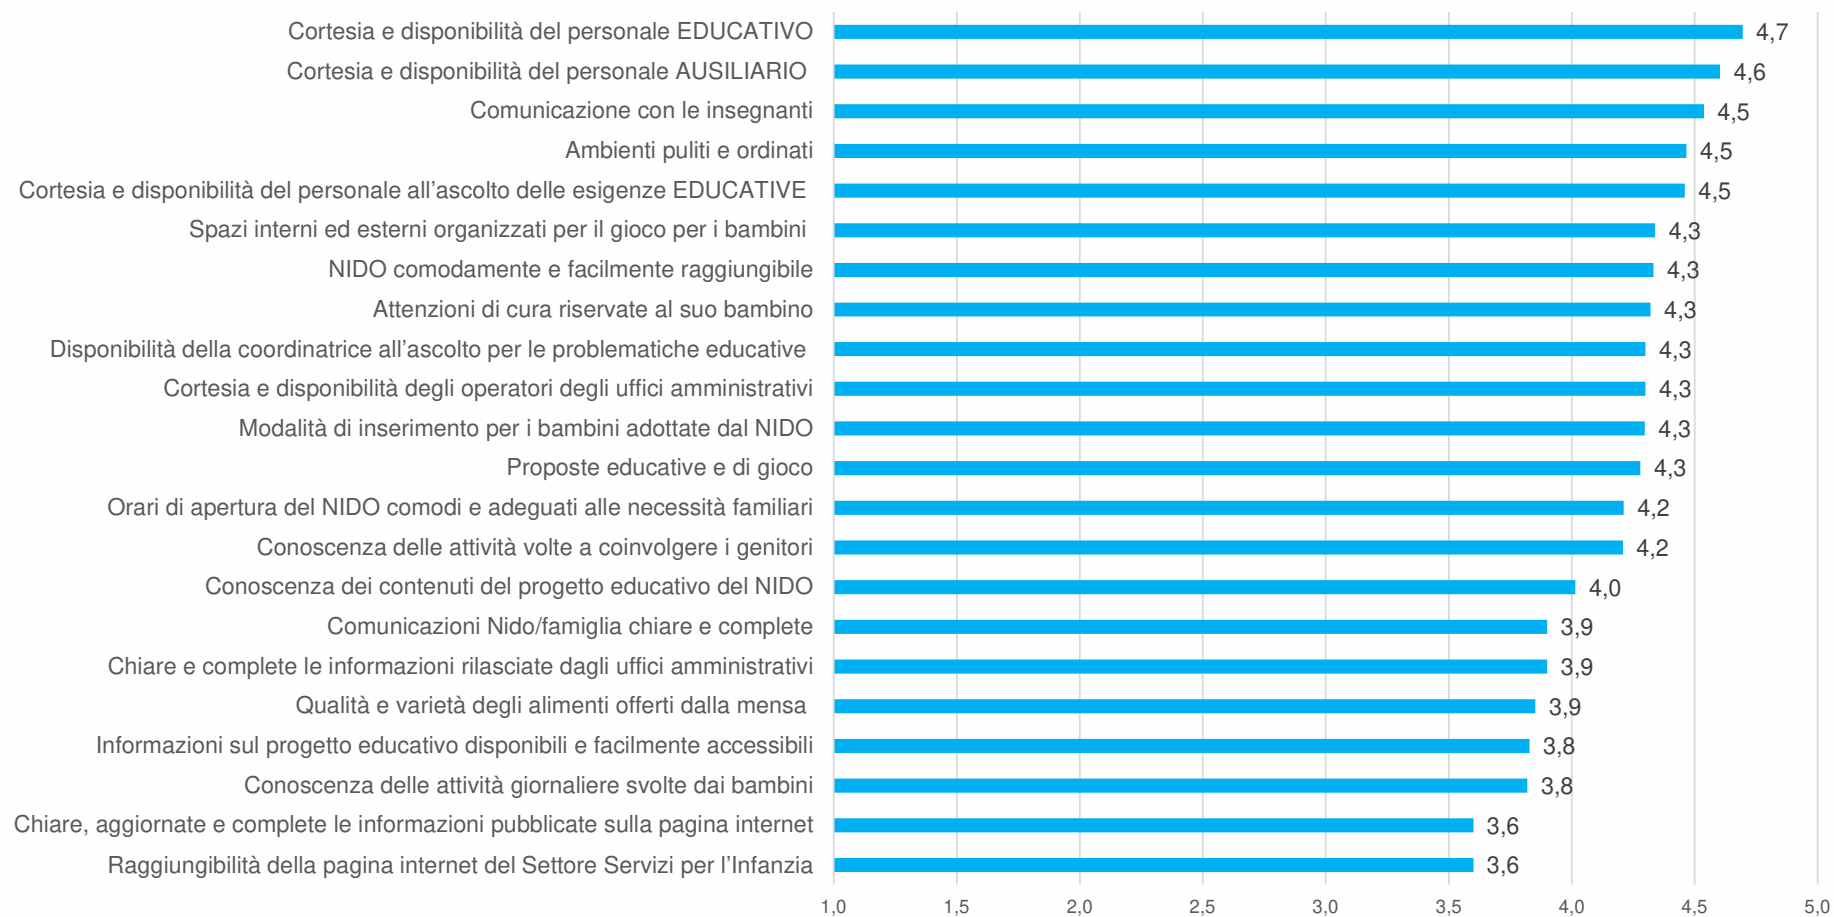 Cortesia e disponibilità del personale EDUCATIVO 4,7
Cortesia e disponibilità del personale AUSILIARIO 4,6
Comunicazione con le insegnanti 4,5
Ambienti puliti e ordinati 4,5
Cortesia e disponibilità del personale all’ascolto delle esigenze EDUCATIVE 4,5
Spazi interni ed esterni organizzati per il gioco per i bambini 4,3
NIDO comodamente e facilmente raggiungibile 4,3
Attenzioni di cura riservate al suo bambino 4,3
Disponibilità della coordinatrice all’ascolto per le problematiche educative 4,3
Cortesia e disponibilità degli operatori degli uffici amministrativi 4,3
Modalità di inserimento per i bambini adottate dal NIDO 4,3
Proposte educative e di gioco 4,3
Orari di apertura del NIDO comodi e adeguati alle necessità familiari 4,2
Conoscenza delle attività volte a coinvolgere i genitori 4,2
Conoscenza dei contenuti del progetto educativo del NIDO 4,0
Comunicazioni Nido/famiglia chiare e complete 3,9
Chiare e complete le informazioni rilasciate dagli uffici amministrativi 3,9
Qualità e varietà degli alimenti offerti dalla mensa 3,9
Informazioni sul progetto educativo disponibili e facilmente accessibili 3,8
Conoscenza delle attività giornaliere svolte dai bambini 3,8
Chiare, aggiornate e complete le informazioni pubblicate sulla pagina internet 3,6
Raggiungibilità della pagina internet del Settore Servizi per l’Infanzia 3,6
1,0 1,5 2,0 2,5 3,0 3,5 4,0 4,5 5,0